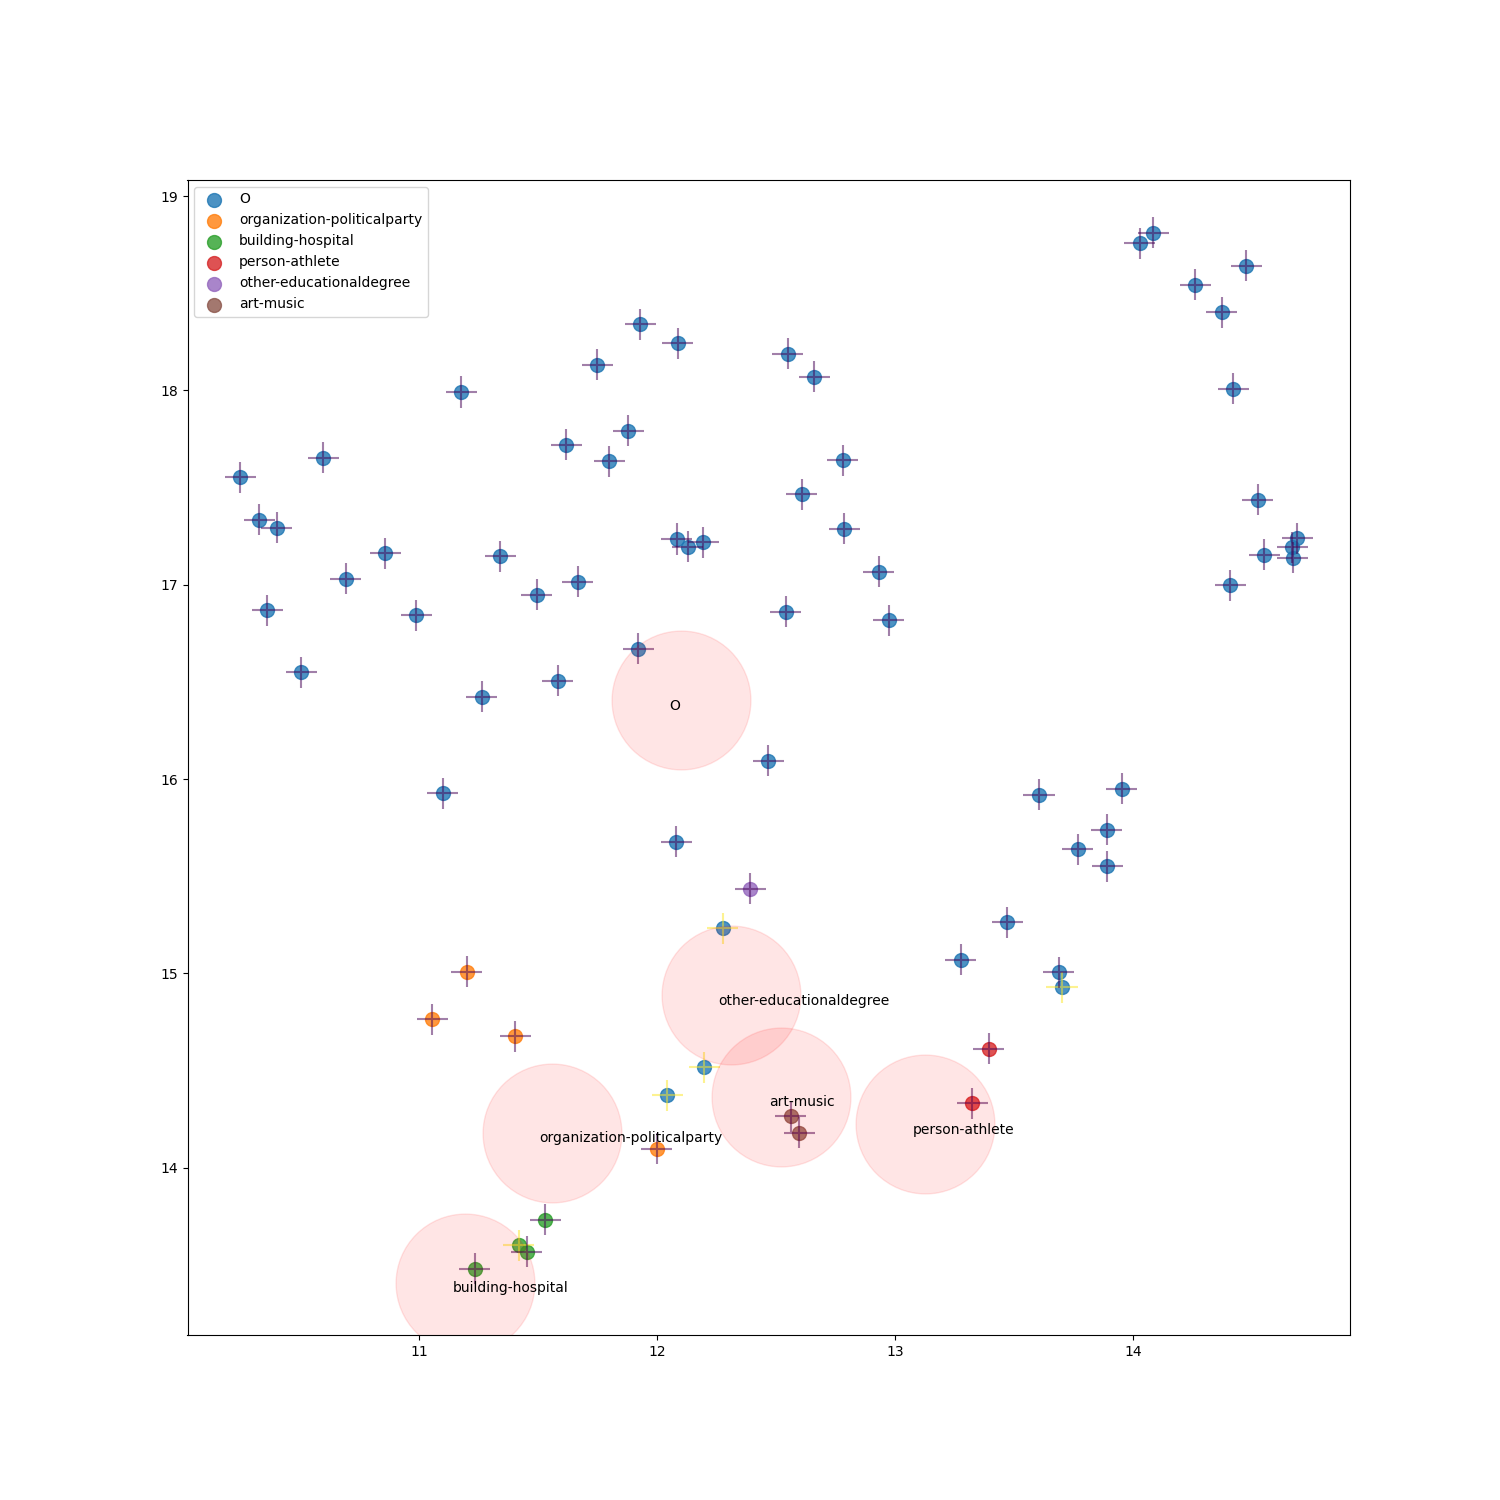 19
18
17
16
15
14
O
organization-politicalparty
building-hospital
person-athlete
other-educationaldegree
art-music
O
other-educationaldegree
art-music
person-athlete
organization-politicalparty
building-hospital
11
12
13
14